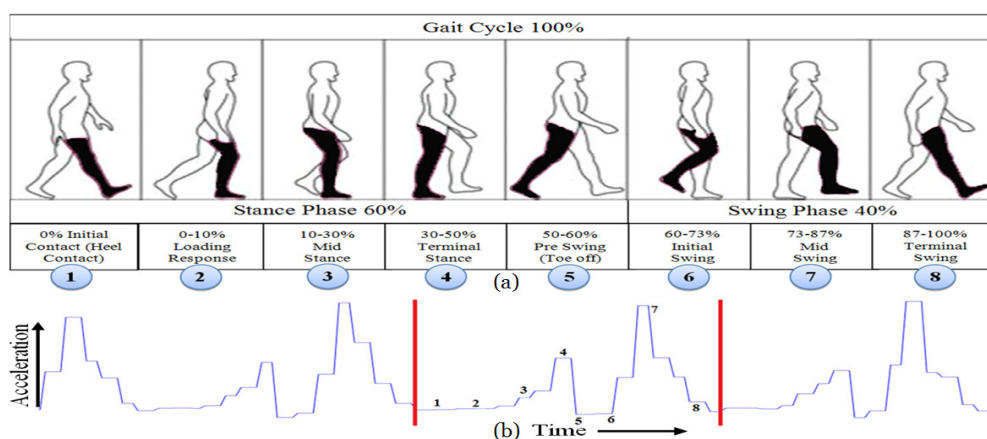 Gait Cycle 100%
Stance Phase 60%
Swing Phase 40%
0% Initial
Contact (Heel
Contact)
0-10%
Loading
Response
10-30%
Mid
Stance
30-50%
Terminal
Stance
50-60%
Pre Swing
(Toe off)
60-73%
Initial
Swing
73-87%
Mid
Swing
87-100%
Terminal
Swing
1
2
3
4
5
6
7
8
(a)
Acceleration
1
2
3
4
5
6
7
8
(b)
Time